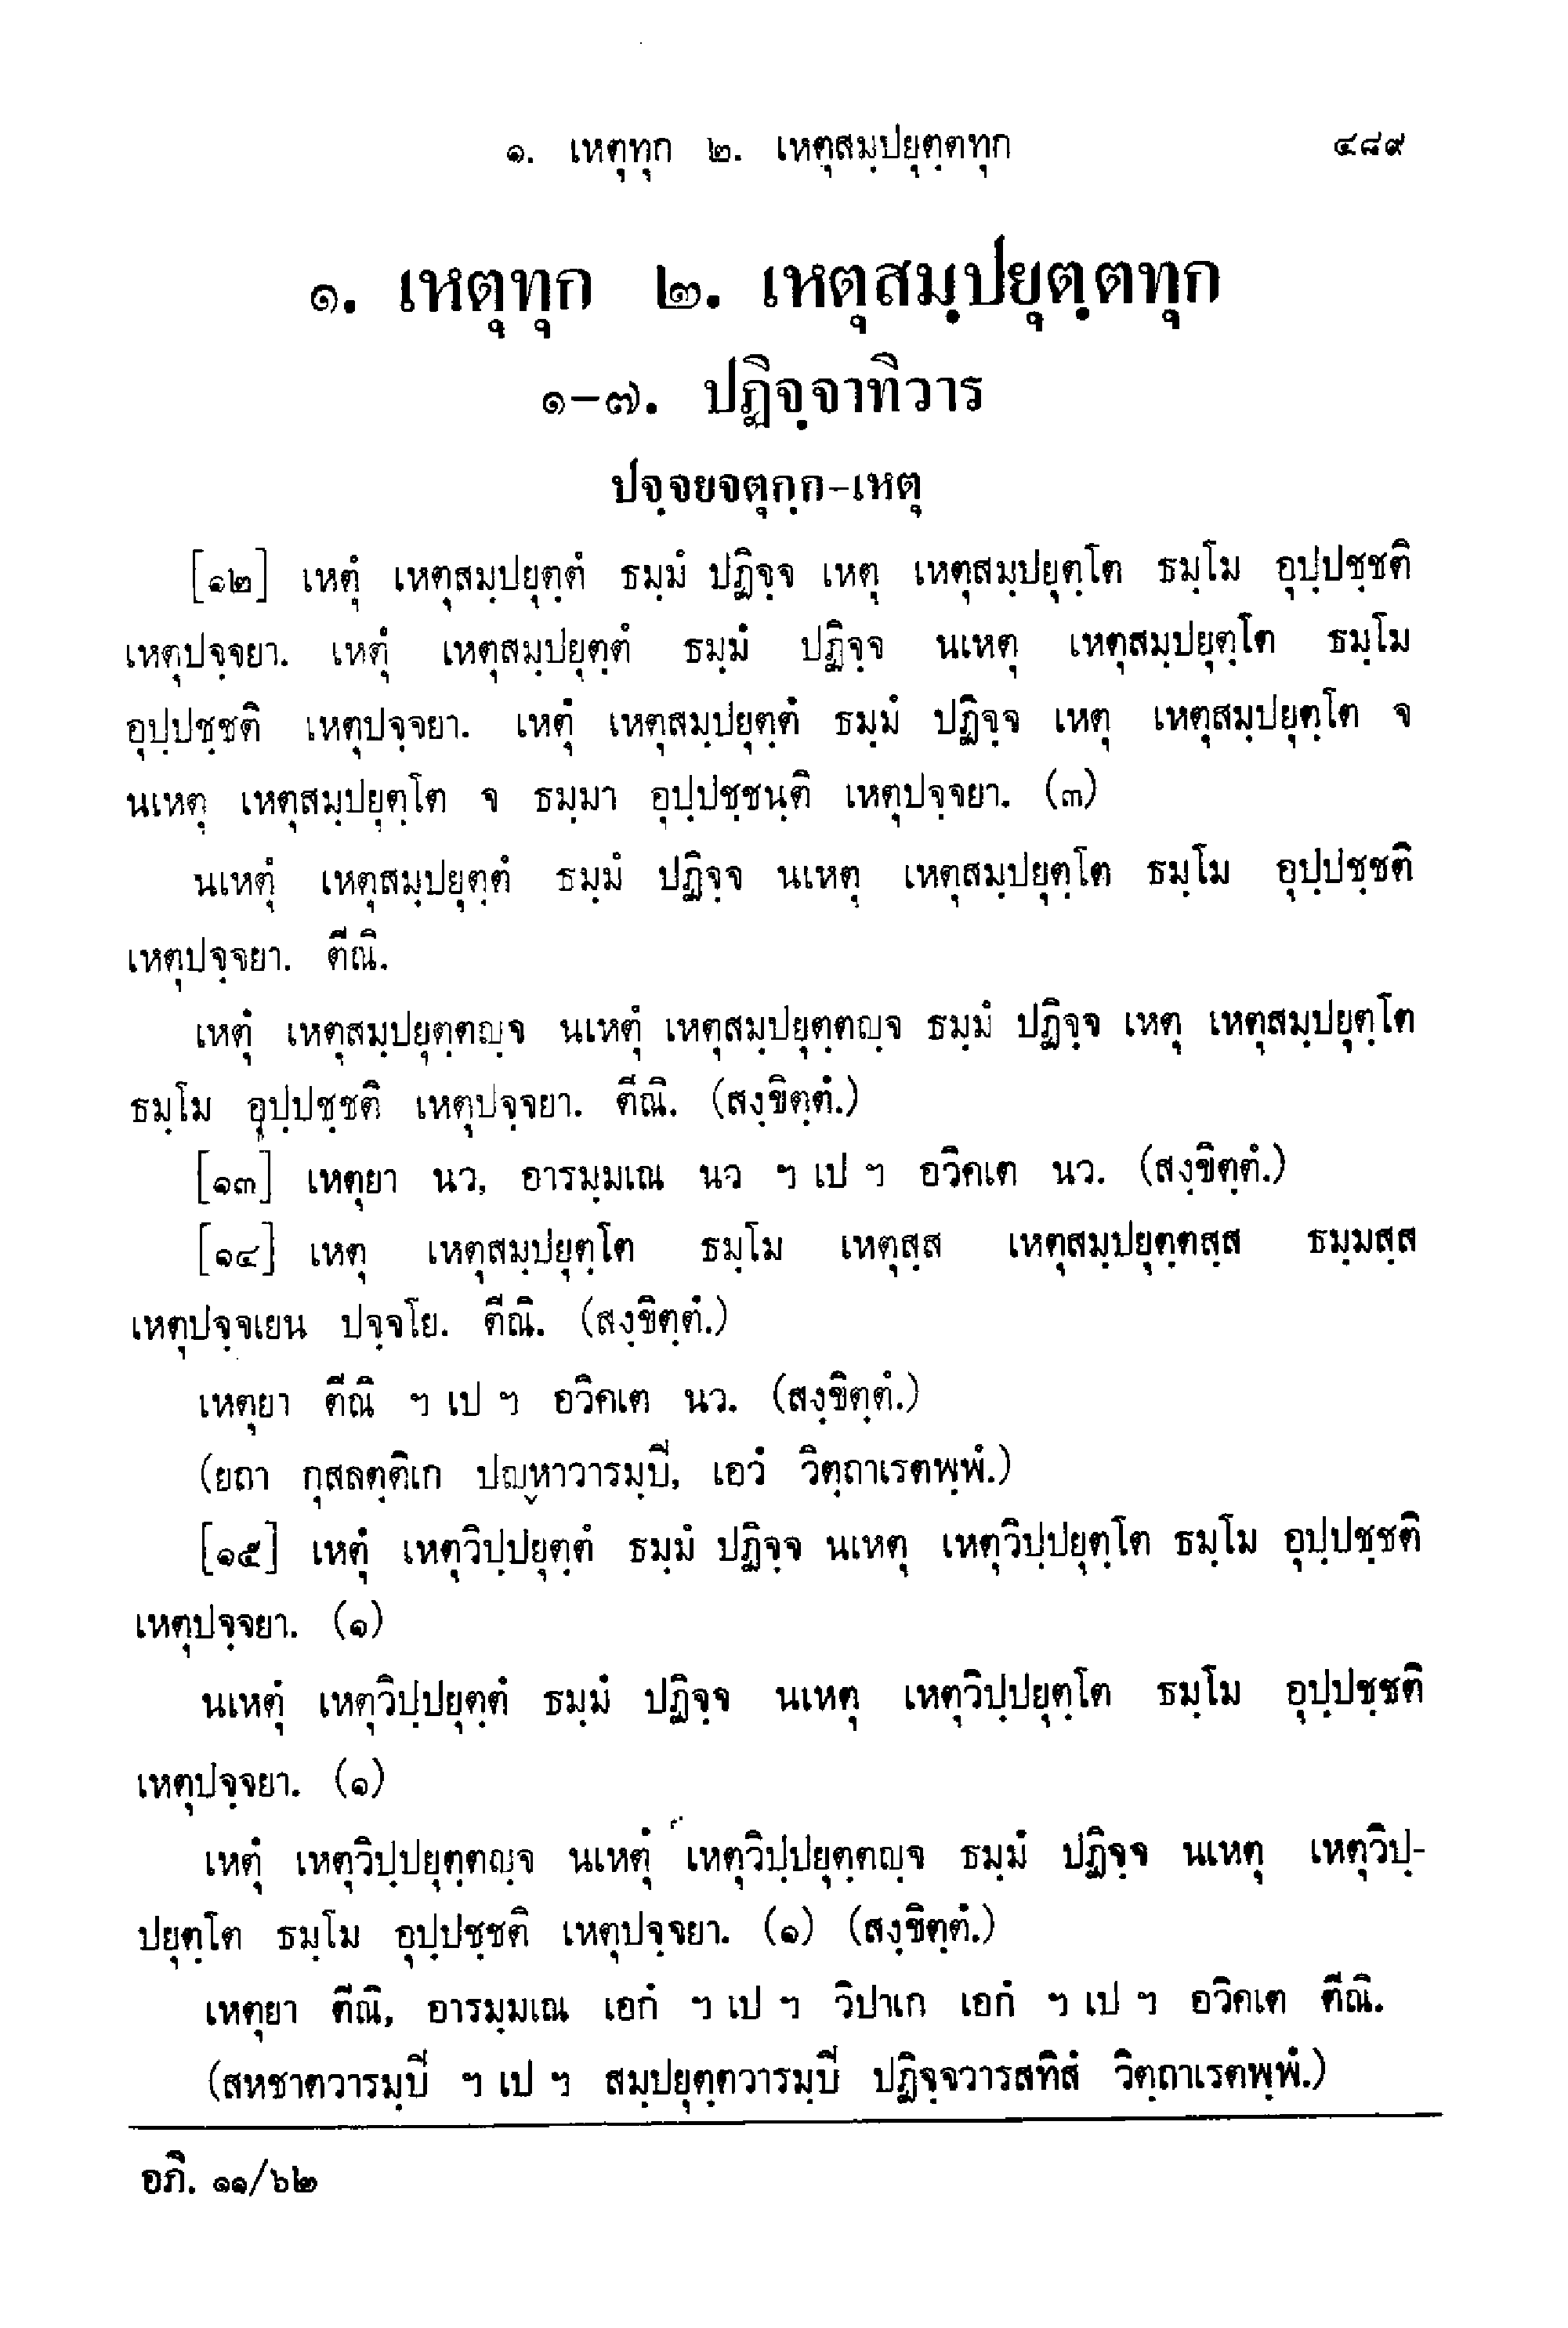 ๑. เหตุทุก ๒. เหตุสมฺปยุตฺตทุก ๔๘๙
๑. เหตุทุก ๒. เหตุสมฺปยุตฺตทุก
๑-๗. ปฏิจฺจาทิวาร
ปจฺจยจตุกฺก-เหตุ
[๑๒] เหตุํ เหตุสมฺปยุตฺตํ ธมฺมํ ปฏิจฺจ เหตุ เหตุสมฺปยุตฺโต ธมฺโม อุปฺปชฺชติ
เหตุปจฺจยา. เหตุํ เหตุสมฺปยุตฺตํ ธมฺมํ ปฏิจฺจ นเหตุ เหตุสมฺปยุตฺโต ธมฺโม
อุปฺปชฺชติ เหตุปจฺจยา. เหตุํ เหตุสมฺปยุตฺตํ ธมฺมํ ปฏิจฺจ เหตุ เหตุสมฺปยุตฺโต จ
นเหตุ เหตุสมฺปยุตฺโต จ ธมฺมา อุปฺปชฺชนฺติ เหตุปจฺจยา. (๓)
นเหตุํ เหตุสมฺปยุตฺตํ ธมฺมํ ปฏิจฺจ นเหตุ เหตุสมฺปยุตฺโต ธมฺโม อุปฺปชฺชติ
เหตุปจฺจยา. ตีณิ.
เหตุํ เหตุสมฺปยุตฺตญฺจ นเหตุํ เหตุสมฺปยุตฺตญฺจ ธมฺมํ ปฏิจฺจ เหตุ เหตุสมฺปยุตฺโต
ธมฺโม อุปฺปชฺชติ เหตุปจฺจยา. ตีณิ. (สงฺขิตฺตํ.)
[๑๓] เหตุยา นว, อารมฺมเณ นว ฯ เป ฯ อวิคเต นว. (สงฺขิตฺตํ.)
[๑๔] เหตุ เหตุสมฺปยุตฺโต ธมฺโม เหตุสฺส เหตุสมฺปยุตฺตสฺส ธมฺมสฺส
เหตุปจฺจเยน ปจฺจโย. ตีณิ. (สงฺขิตฺตํ.)
เหตุยา ตีณิ ฯ เป ฯ อวิคเต นว. (สงฺขิตฺตํ.)
(ยถา กุสลตฺติเก ปญฺหาวารมฺปิ, เอวํ วิตฺถาเรตพฺพํ.)
[๑๕] เหตุํ เหตุวิปฺปยุตฺตํ ธมฺมํ ปฏิจฺจ นเหตุ เหตุวิปฺปยุตฺโต ธมฺโม อุปฺปชฺชติ
เหตุปจฺจยา. (๑)
นเหตุํ เหตุวิปฺปยุตฺตํ ธมฺมํ ปฏิจฺจ นเหตุ เหตุวิปฺปยุตฺโต ธมฺโม อุปฺปชฺชติ
เหตุปจฺจยา. (๑)
เหตุํ เหตุวิปฺปยุตฺตญฺจ นเหตุํ เหตุวิปฺปยุตฺตญฺจ ธมฺมํ ปฏิจฺจ นเหตุ เหตุวิปฺ-
ปยุตฺโต ธมฺโม อุปฺปชฺชติ เหตุปจฺจยา. (๑) (สงฺขิตฺตํ.)
เหตุยา ตีณิ, อารมฺมเณ เอกํ ฯ เป ฯ วิปาเก เอกํ ฯ เป ฯ อวิคเต ตีณิ.
(สหชาตวารมฺปิ ฯ เป ฯ สมฺปยุตฺตวารมฺปิ ปฏิจฺจวารสทิสํ วิตฺถาเรตพฺพํ.)
อภิ. ๑๑/๖๒